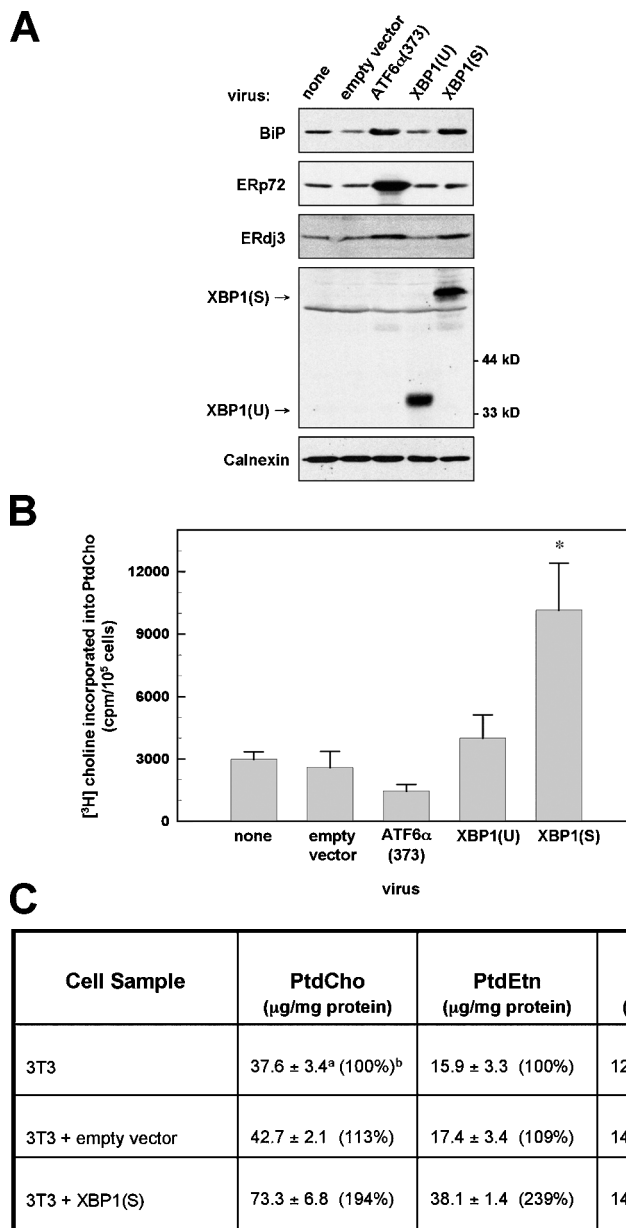 A
virus:
none
empty vector
ATF6α(373)
XBP1(U)
XBP1(S)
BiP
ERp72
ERdj3
XBP1(S) →
- 44 kD
XBP1(U) →
- 33 kD
Calnexin
B
[³H] choline incorporated into PtdCho
(cpm/10⁵ cells)
12000
9000
6000
3000
0
*
none
empty
vector
ATF6α
(373)
XBP1(U)
XBP1(S)
virus
C
Cell Sample
PtdCho
(µg/mg protein)
PtdEtn
(µg/mg protein)
(
3T3
37.6 ± 3.4ᵃ (100%)ᵇ
15.9 ± 3.3 (100%)
12
3T3 + empty vector
42.7 ± 2.1 (113%)
17.4 ± 3.4 (109%)
14
3T3 + XBP1(S)
73.3 ± 6.8 (194%)
38.1 ± 1.4 (239%)
14